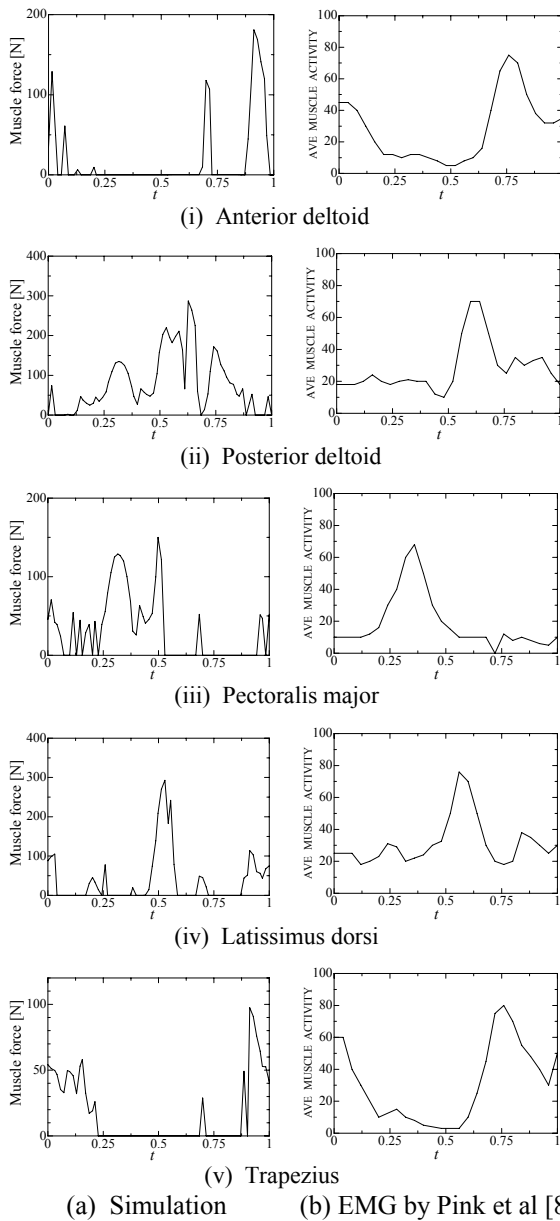 Muscle force [N]
200
100
0
0 0.25 0.5 0.75 1
t
AVE MUSCLE ACTIVITY
100
80
60
40
20
0
0 0.25 0.5 0.75 1
t
(i) Anterior deltoid
Muscle force [N]
400
300
200
100
0
0 0.25 0.5 0.75 1
t
AVE MUSCLE ACTIVITY
100
80
60
40
20
0
0 0.25 0.5 0.75 1
t
(ii) Posterior deltoid
Muscle force [N]
200
100
0
0 0.25 0.5 0.75 1
t
AVE MUSCLE ACTIVITY
100
80
60
40
20
0
0 0.25 0.5 0.75 1
t
(iii) Pectoralis major
Muscle force [N]
400
300
200
100
0
0 0.25 0.5 0.75 1
t
AVE MUSCLE ACTIVITY
100
80
60
40
20
0
0 0.25 0.5 0.75 1
t
(iv) Latissimus dorsi
Muscle force [N]
100
50
0
0 0.25 0.5 0.75 1
t
AVE MUSCLE ACTIVITY
100
80
60
40
20
0
0 0.25 0.5 0.75 1
t
(v) Trapezius
(a) Simulation (b) EMG by Pink et al [8